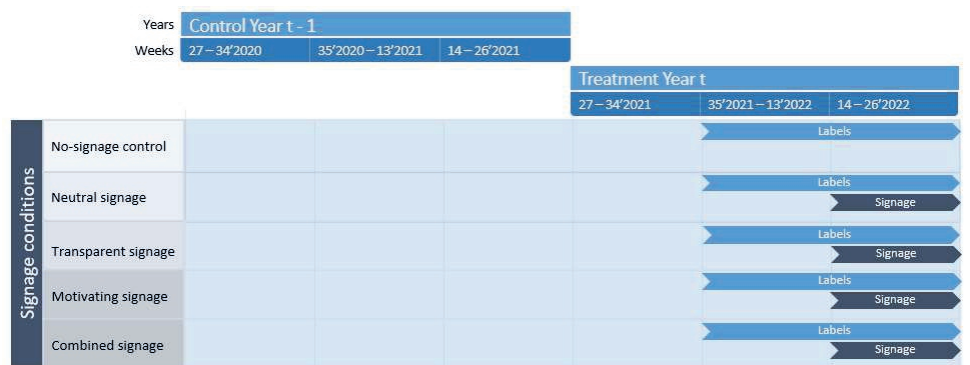 Years Control Year t - 1
Weeks 27–34'2020 35'2020–13'2021 14–26'2021
Treatment Year t
27–34'2021 35'2021–13'2022 14–26'2022
Signage conditions
No-signage control
Labels
Neutral signage
Labels
Signage
Transparent signage
Labels
Signage
Motivating signage
Labels
Signage
Combined signage
Labels
Signage